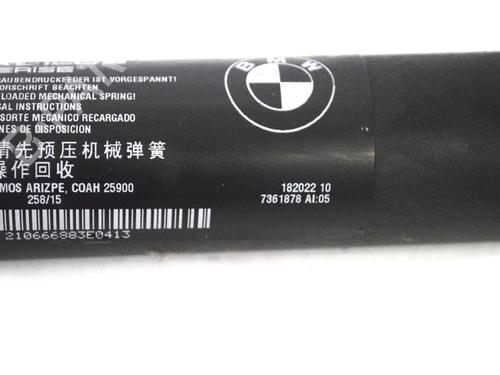 RAUBENDRUCKFEDER IST VORGESPANNT!
VORSCHRIFT BEACHTEN
LOADED MECHANICAL SPRING!
CAL INSTRUCTIONS
SORTE MECANICO RECARGADO
NES DE DISPOSICION
请先预压机械弹簧
操作回收
MOS ARIZPE, COAH 25900
258/15
210666883E0413
BMW
182022 10
7361878 AI:05